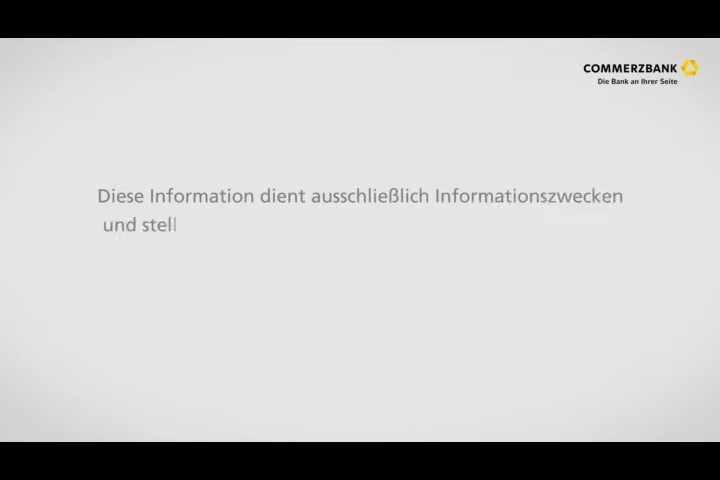 COMMERZBANK
Die Bank an Ihrer Seite
Diese Information dient ausschließlich Informationszwecken
und stell